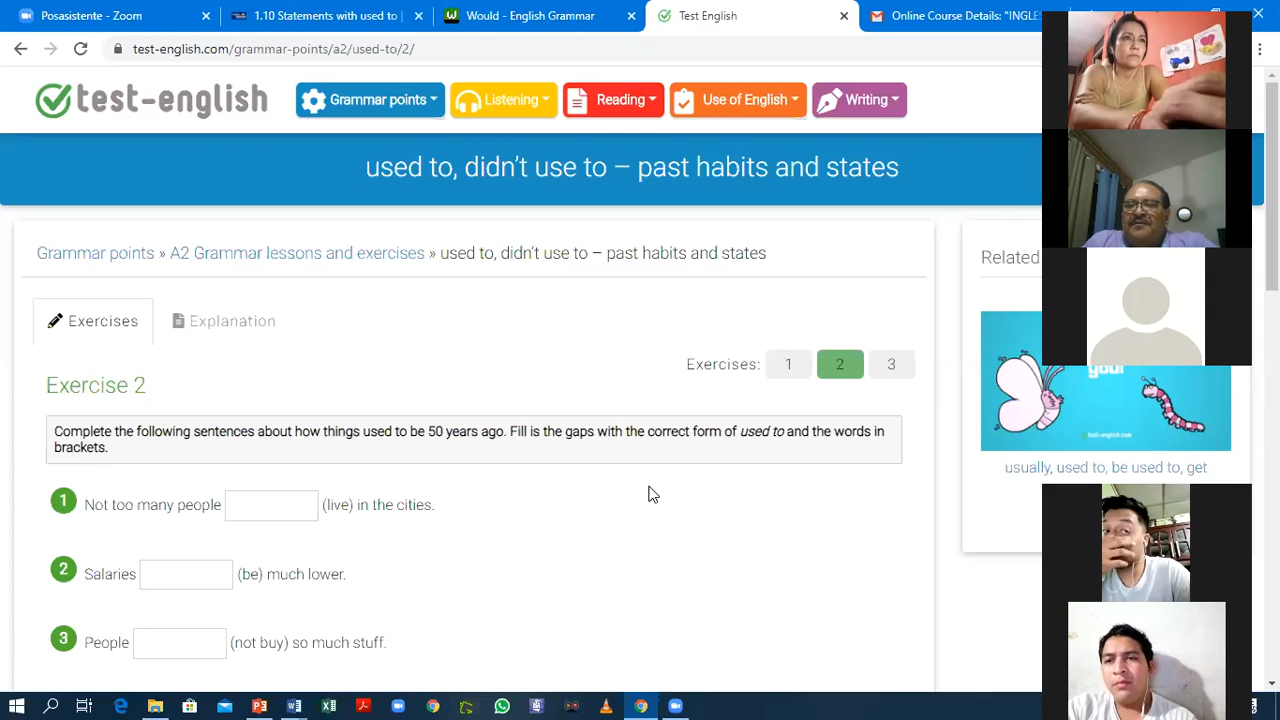 Posasistente - Zoom
1.10 Statements with used to
Would - English Grammar
Test English
Online Course Details: "INGLES
test-english.com/grammar-points/a2/used-to/2/
test-english
Grammar points
Listening
Reading
Use of English
Writing
used to, didn't use to – past habits and states
Grammar points » A2 Grammar lessons and exercises » used to, didn't use to – past habits and states
Related
Exercises
Explanation
Exercises: 1 2 3
Exercise 2
your
Complete the following sentences about how things used to be 50 years ago. Fill is the gaps with the correct form of used to and the words in
brackets.
usually, used to, be used to, get
1 Not too many people (live) in the cities.
2 Salaries (be) much lower.
3 People (not buy) so much stuff.